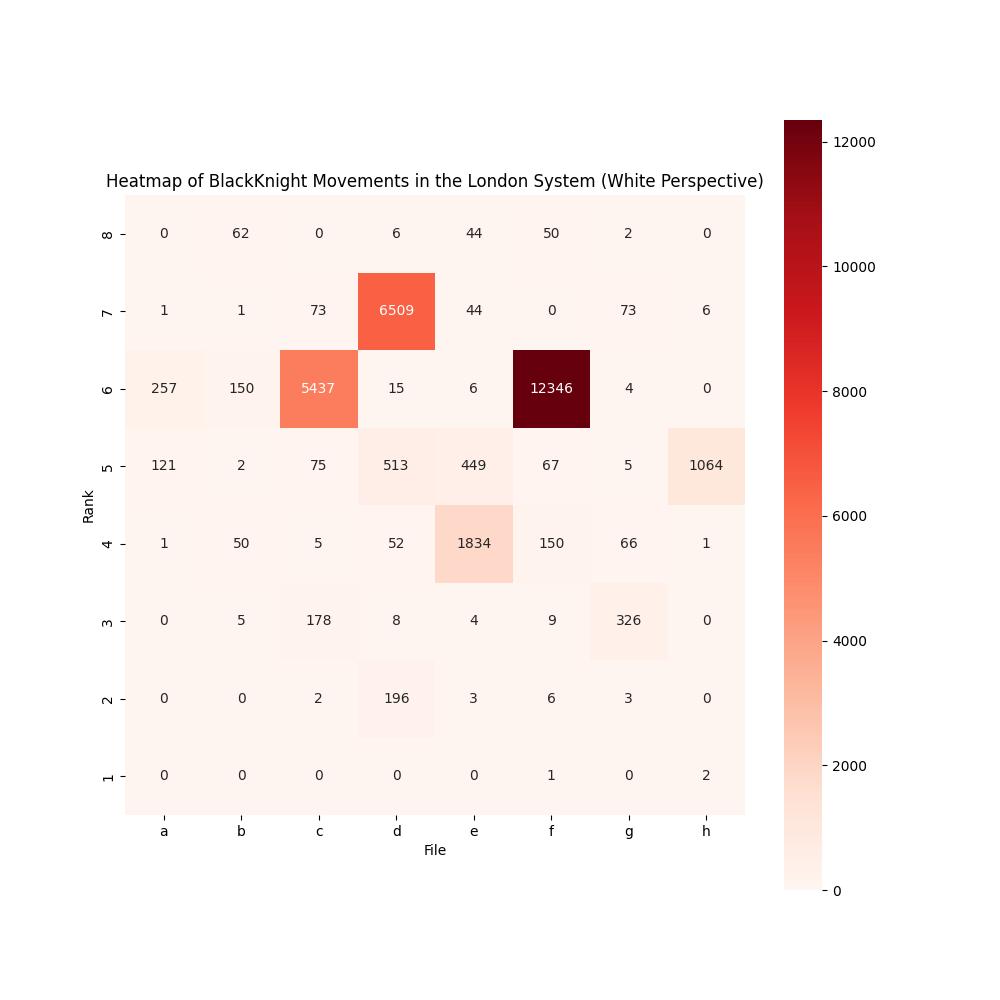 Heatmap of BlackKnight Movements in the London System (White Perspective)
8 0 62 0 6 44 50 2 0
7 1 1 73 6509 44 0 73 6
6 257 150 5437 15 6 12346 4 0
5 121 2 75 513 449 67 5 1064
4 1 50 5 52 1834 150 66 1
3 0 5 178 8 4 9 326 0
2 0 0 2 196 3 6 3 0
1 0 0 0 0 0 1 0 2
a b c d e f g h
File
Rank
12000
10000
8000
6000
4000
2000
0